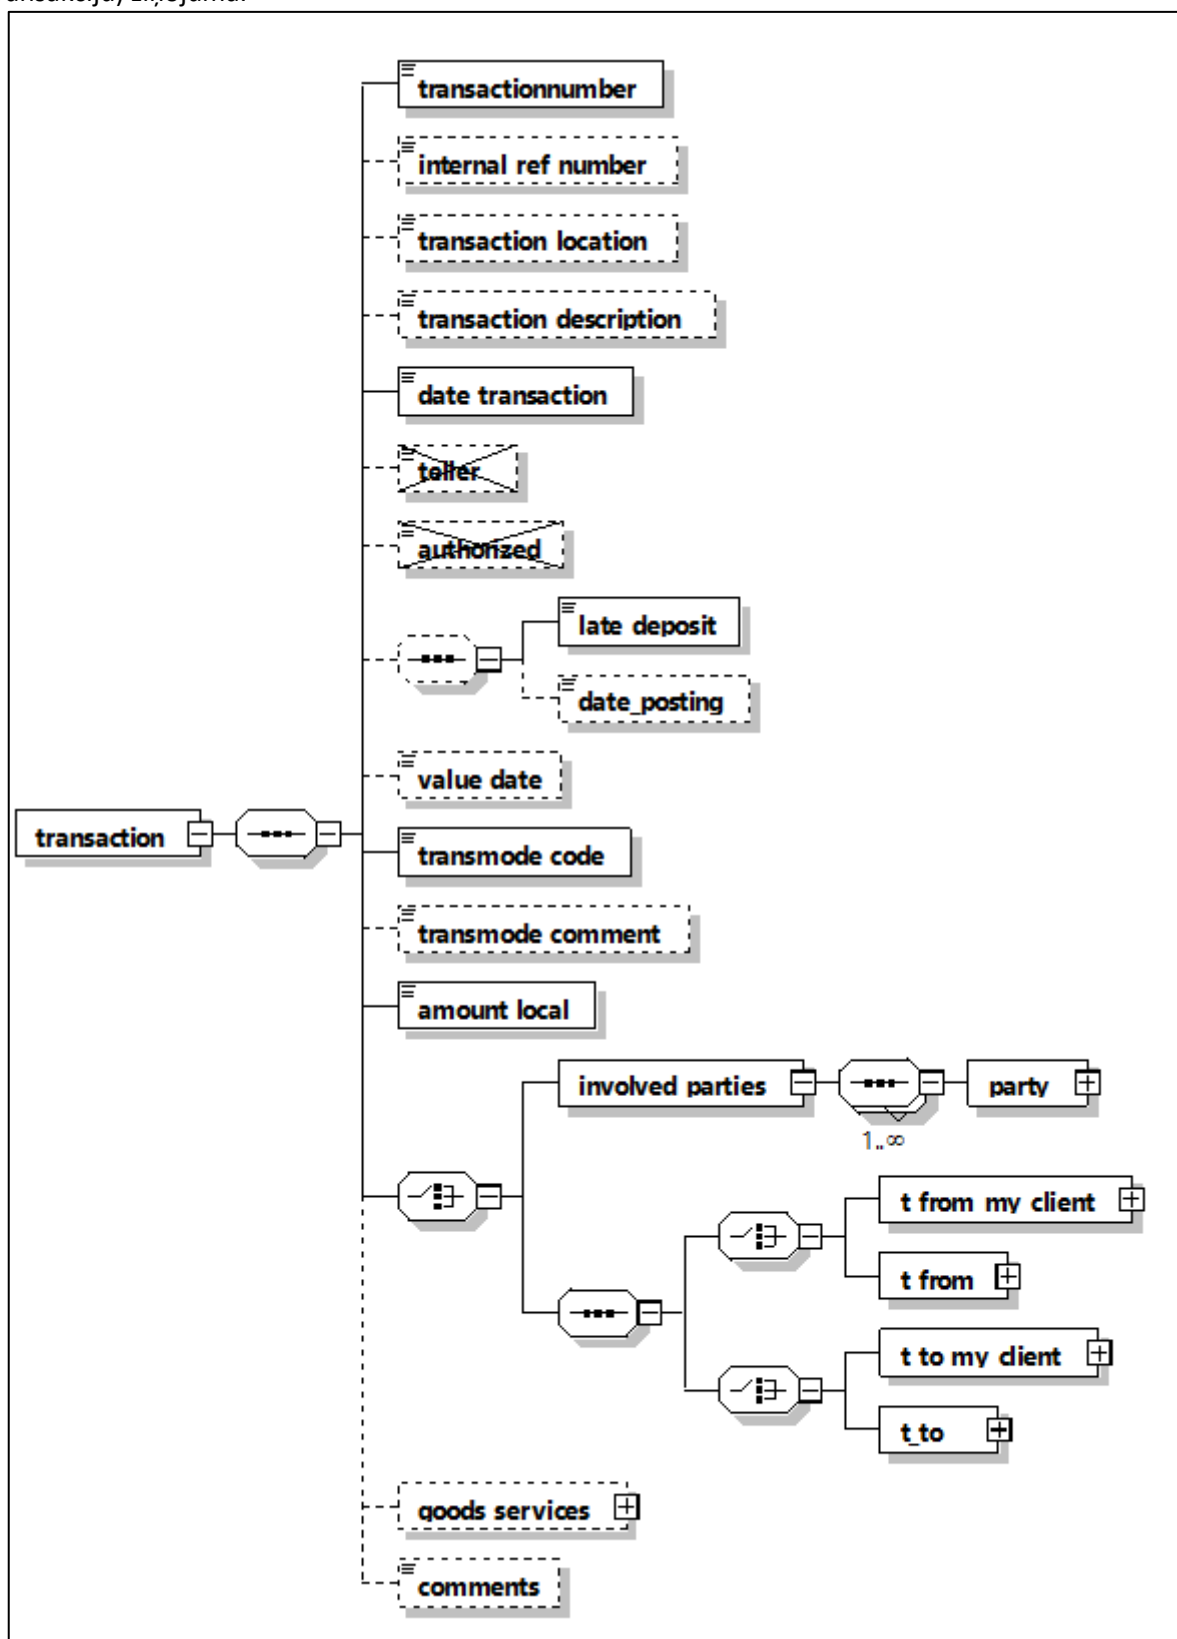 transactionnumber
internal ref number
transaction location
transaction description
date transaction
teller
authorized
late deposit
date_posting
value date
transaction
transmode code
transmode comment
amount local
involved parties
party
1..∞
t from my client
t from
t to my client
t_to
goods services
comments